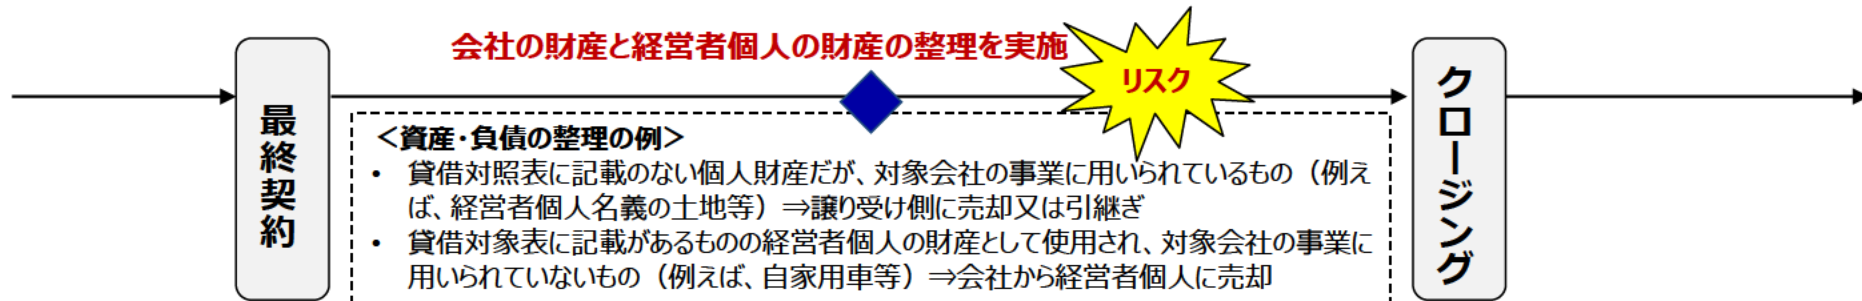 会社の財産と経営者個人の財産の整理を実施
リスク
最終契約
＜資産・負債の整理の例＞
• 貸借対照表に記載のない個人財産だが、対象会社の事業に用いられているもの（例え
ば、経営者個人名義の土地等）⇒譲り受け側に売却又は引継ぎ
• 貸借対象表に記載があるものの経営者個人の財産として使用され、対象会社の事業に
用いられていないもの（例えば、自家用車等）⇒会社から経営者個人に売却
クロージング